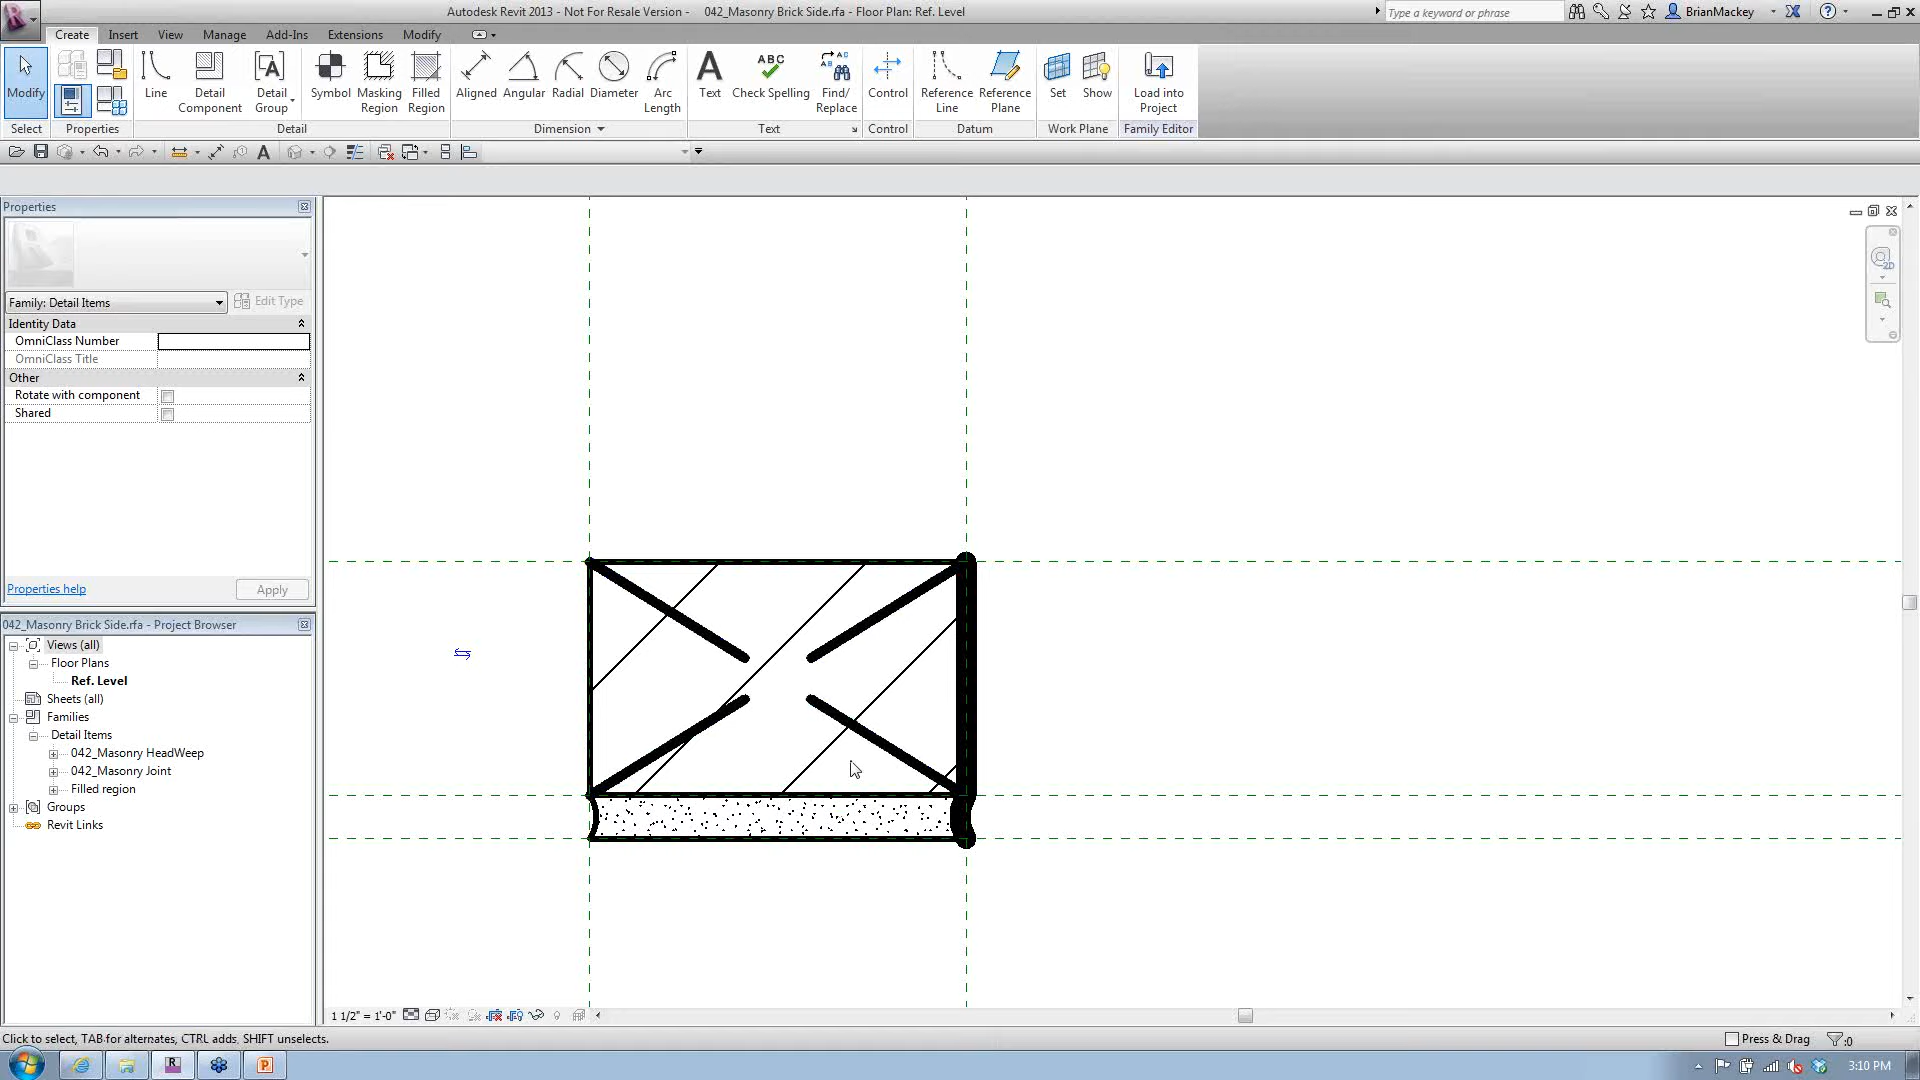 Autodesk Revit 2013 - Not For Resale Version - 042_Masonry Brick Side.rfa - Floor Plan: Ref. Level
Type a keyword or phrase
BrianMackey
Create Insert View Manage Add-Ins Extensions Modify
Modify
Line
Detail Component
Detail Group
Symbol
Masking Region
Filled Region
Aligned
Angular
Radial
Diameter
Arc Length
Text
ABC
Check Spelling
Find/ Replace
Control
Reference Line
Reference Plane
Set
Show
Load into Project
Select Properties Detail Dimension Text Control Datum Work Plane Family Editor
Properties
Family: Detail Items
Edit Type
Identity Data
OmniClass Number
OmniClass Title
Other
Rotate with component
Shared
Properties help
Apply
042_Masonry Brick Side.rfa - Project Browser
Views (all)
Floor Plans
Ref. Level
Sheets (all)
Families
Detail Items
042_Masonry HeadWeep
042_Masonry Joint
Filled region
Groups
Revit Links
2D
1 1/2" = 1'-0"
Click to select, TAB for alternates, CTRL adds, SHIFT unselects.
Press & Drag
:0
3:10 PM